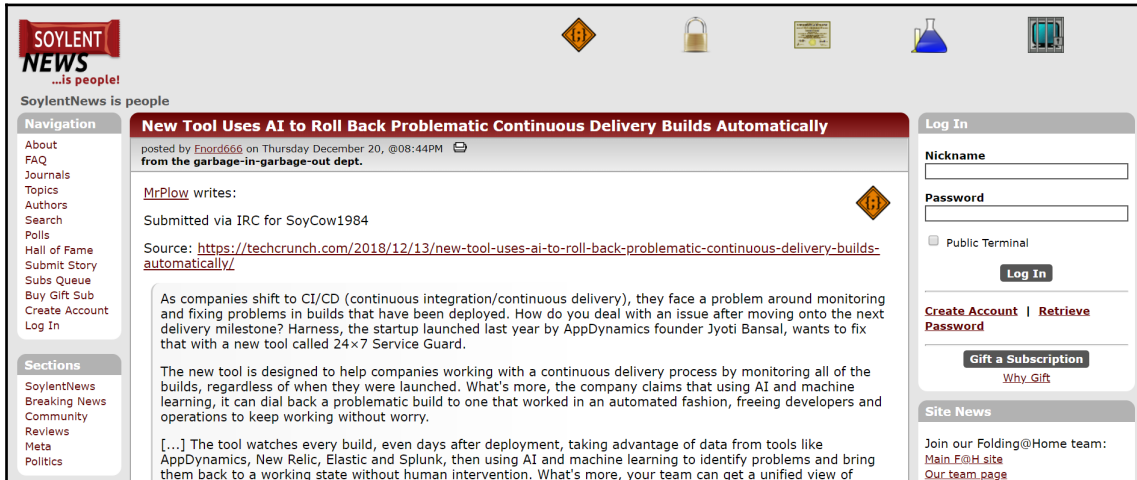 SOYLENT
NEWS
...is people!
SoylentNews is people
Navigation
About
FAQ
Journals
Topics
Authors
Search
Polls
Hall of Fame
Submit Story
Subs Queue
Buy Gift Sub
Create Account
Log In
Sections
SoylentNews
Breaking News
Community
Reviews
Meta
Politics
New Tool Uses AI to Roll Back Problematic Continuous Delivery Builds Automatically
posted by Fnord666 on Thursday December 20, @08:44PM
from the garbage-in-garbage-out dept.
MrPlow writes:
Submitted via IRC for SoyCow1984
Source: https://techcrunch.com/2018/12/13/new-tool-uses-ai-to-roll-back-problematic-continuous-delivery-builds-
automatically/
As companies shift to CI/CD (continuous integration/continuous delivery), they face a problem around monitoring
and fixing problems in builds that have been deployed. How do you deal with an issue after moving onto the next
delivery milestone? Harness, the startup launched last year by AppDynamics founder Jyoti Bansal, wants to fix
that with a new tool called 24×7 Service Guard.
The new tool is designed to help companies working with a continuous delivery process by monitoring all of the
builds, regardless of when they were launched. What's more, the company claims that using AI and machine
learning, it can dial back a problematic build to one that worked in an automated fashion, freeing developers and
operations to keep working without worry.
[...] The tool watches every build, even days after deployment, taking advantage of data from tools like
AppDynamics, New Relic, Elastic and Splunk, then using AI and machine learning to identify problems and bring
them back to a working state without human intervention. What's more, your team can get a unified view of
Log In
Nickname
Password
Public Terminal
Log In
Create Account | Retrieve
Password
Gift a Subscription
Why Gift
Site News
Join our Folding@Home team:
Main F@H site
Our team page